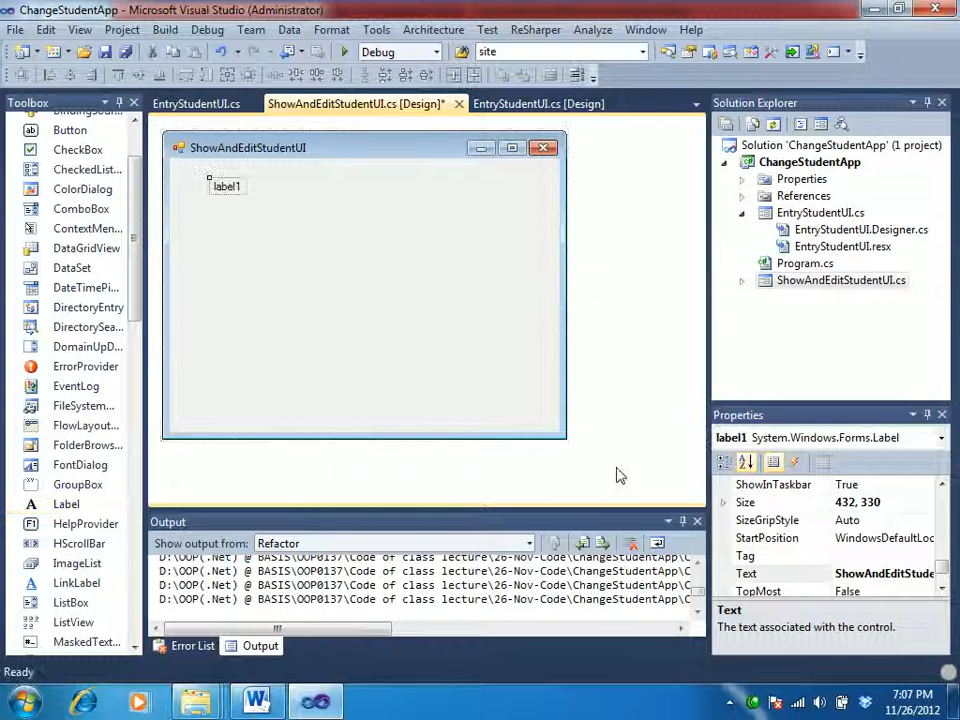 ChangeStudentApp - Microsoft Visual Studio (Administrator)
File Edit View Project Build Debug Team Data Format Tools Architecture Test ReSharper Analyze Window Help
Debug site
Toolbox
EntryStudentUI.cs ShowAndEditStudentUI.cs [Design]* EntryStudentUI.cs [Design]
Solution Explorer
Button
CheckBox
CheckedList...
ColorDialog
ComboBox
ContextMen...
DataGridView
DataSet
DateTimePi...
DirectoryEntry
DirectorySea...
DomainUpD...
ErrorProvider
EventLog
FileSystem...
FlowLayout...
FolderBrows...
FontDialog
GroupBox
Label
HelpProvider
HScrollBar
ImageList
LinkLabel
ListBox
ListView
MaskedText...
ShowAndEditStudentUI
label1
Solution 'ChangeStudentApp' (1 project)
ChangeStudentApp
Properties
References
EntryStudentUI.cs
EntryStudentUI.Designer.cs
EntryStudentUI.resx
Program.cs
ShowAndEditStudentUI.cs
Properties
label1 System.Windows.Forms.Label
ShowInTaskbar True
Size 432, 330
SizeGripStyle Auto
StartPosition WindowsDefaultLoc
Tag
Text ShowAndEditStude
TopMost False
Text
The text associated with the control.
Output
Show output from: Refactor
D:\OOP(.Net) @ BASIS\OOP0137\Code of class lecture\26-Nov-Code\ChangeStudentApp\C
D:\OOP(.Net) @ BASIS\OOP0137\Code of class lecture\26-Nov-Code\ChangeStudentApp\C
D:\OOP(.Net) @ BASIS\OOP0137\Code of class lecture\26-Nov-Code\ChangeStudentApp\C
D:\OOP(.Net) @ BASIS\OOP0137\Code of class lecture\26-Nov-Code\ChangeStudentApp\C
Error List Output
Ready
7:07 PM
11/26/2012